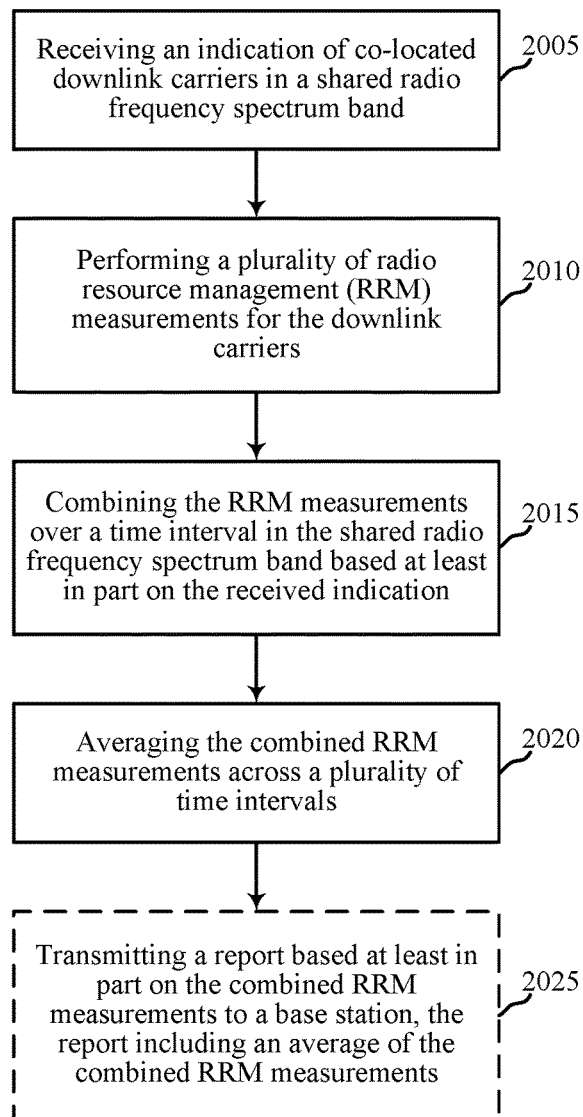 Receiving an indication of co-located
downlink carriers in a shared radio
frequency spectrum band
2005
Performing a plurality of radio
resource management (RRM)
measurements for the downlink
carriers
2010
Combining the RRM measurements
over a time interval in the shared radio
frequency spectrum band based at least
in part on the received indication
2015
Averaging the combined RRM
measurements across a plurality of
time intervals
2020
Transmitting a report based at least in
part on the combined RRM
measurements to a base station, the
report including an average of the
combined RRM measurements
2025